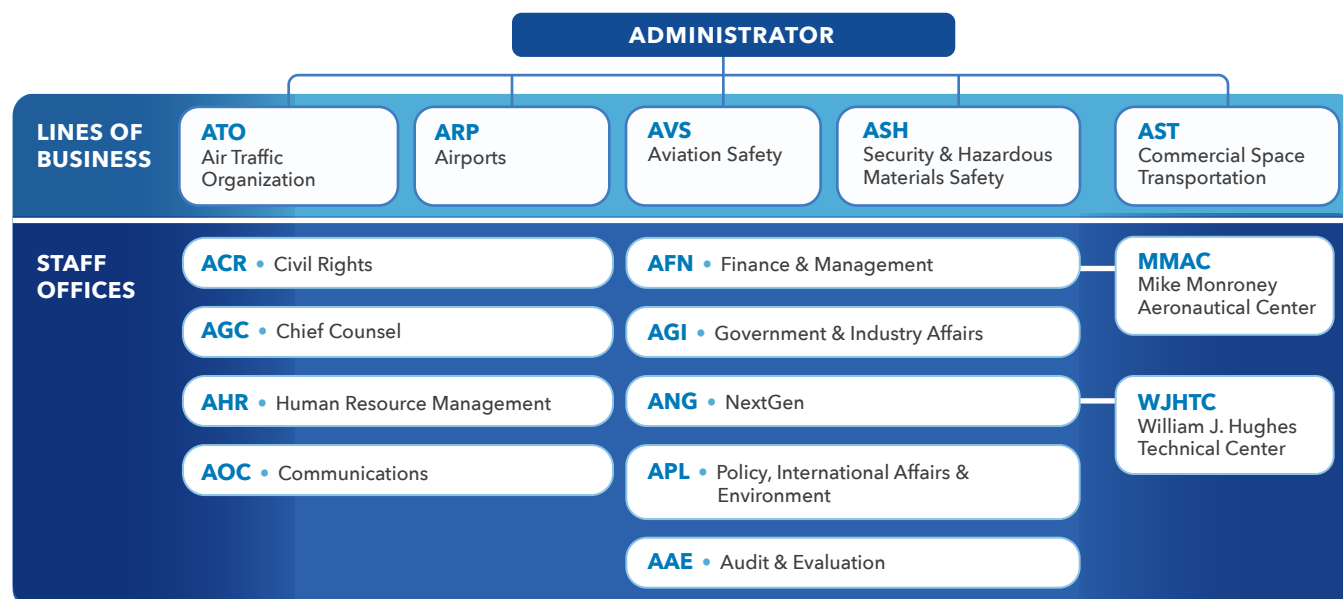 ADMINISTRATOR
LINES OF
BUSINESS
ATO
Air Traffic
Organization
ARP
Airports
AVS
Aviation Safety
ASH
Security & Hazardous
Materials Safety
AST
Commercial Space
Transportation
STAFF
OFFICES
ACR • Civil Rights
AGC • Chief Counsel
AHR • Human Resource Management
AOC • Communications
AFN • Finance & Management
AGI • Government & Industry Affairs
ANG • NextGen
APL • Policy, International Affairs &
Environment
AAE • Audit & Evaluation
MMAC
Mike Monroney
Aeronautical Center
WJHTC
William J. Hughes
Technical Center